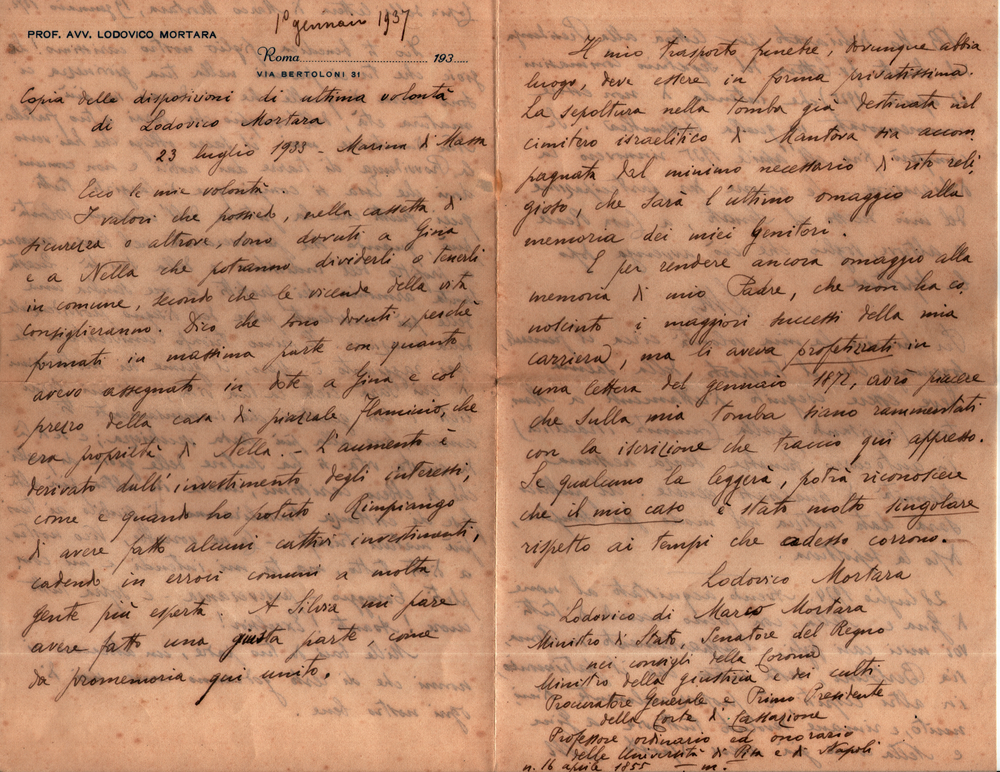 1º gennaio 1937
PROF. AVV. LODOVICO MORTARA
Roma 193
VIA BERTOLONI 31
Copia delle disposizioni di ultima volontà
di Lodovico Mortara
23 luglio 1933 - Marina di Massa
Ecco le mie volontà.
I valori che possiedo, nella cassetta di
sicurezza o altrove, sono dovuti a Gina
e a Nella che potranno dividerli o tenerli
in comune, secondo che le vicende della vita
consiglieranno. Dico che sono dovuti, perché
formati in massima parte con quanto
avevo assegnato in dote a Gina e col
prezzo della casa di piazzale Flaminio, che
era proprietà di Nella. - L'aumento è
derivato dall'investimento degli interessi,
come e quando ho potuto. Rimpiango
di avere fatto alcuni cattivi investimenti,
cadendo in errori comuni a molta
gente più esperta. A Silvia mi pare
avere fatto una giusta parte, come
da promemoria qui unito.
Il mio trasporto funebre, dovunque abbia
luogo, deve essere in forma privatissima.
La sepoltura nella tomba già destinata nel
cimitero israelitico di Mantova sia accom
pagnata dal minimo necessario di rito reli
gioso, che sarà l'ultimo omaggio alla
memoria dei miei genitori.
E per rendere ancora omaggio alla
memoria di mio Padre, che non ha co
nosciuto i maggiori successi della mia
carriera, ma li aveva profetizzati in
una lettera del gennaio 1872, avrò piacere
che sulla mia tomba siano rammentati
con la iscrizione che traccio qui appresso.
Se qualcuno la leggerà, potrà riconoscere
che il mio caso è stato molto singolare
rispetto ai tempi che adesso corrono.
Lodovico Mortara
Lodovico di Marco Mortara
Ministro di Stato, Senatore del Regno
nei consigli della Corona
Ministro della giustizia e dei culti
Procuratore Generale e Primo Presidente
della Corte di Cassazione
Professore ordinario ed onorario
delle Università di Pisa e di Napoli
n. 16 aprile 1855 m.